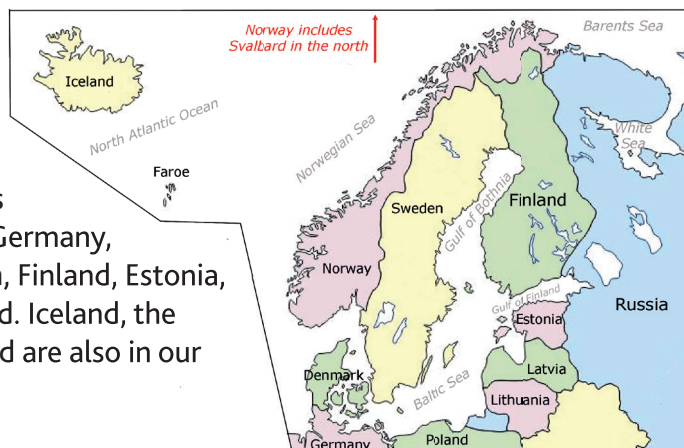 Norway includes
Svalbard in the north
Barents Sea
Iceland
North Atlantic Ocean
Norwegian Sea
White
Sea
Faroe
Sweden
Gulf of Bothnia
Finland
Germany,
Finland, Estonia,
Norway
Gulf of Finland
Russia
Iceland, the
Estonia
are also in our
Denmark
Baltic Sea
Latvia
Lithuania
Germany
Poland